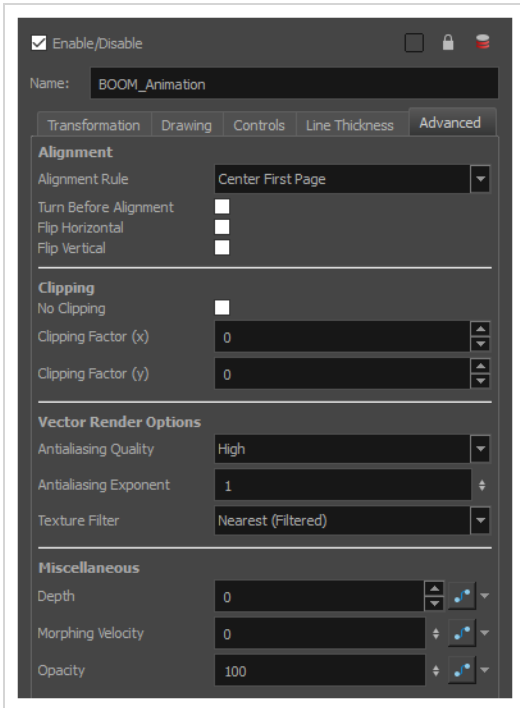 Enable/Disable
Name: BOOM_Animation
Transformation Drawing Controls Line Thickness Advanced
Alignment
Alignment Rule Center First Page
Turn Before Alignment
Flip Horizontal
Flip Vertical
Clipping
No Clipping
Clipping Factor (x) 0
Clipping Factor (y) 0
Vector Render Options
Antialiasing Quality High
Antialiasing Exponent 1
Texture Filter Nearest (Filtered)
Miscellaneous
Depth 0
Morphing Velocity 0
Opacity 100